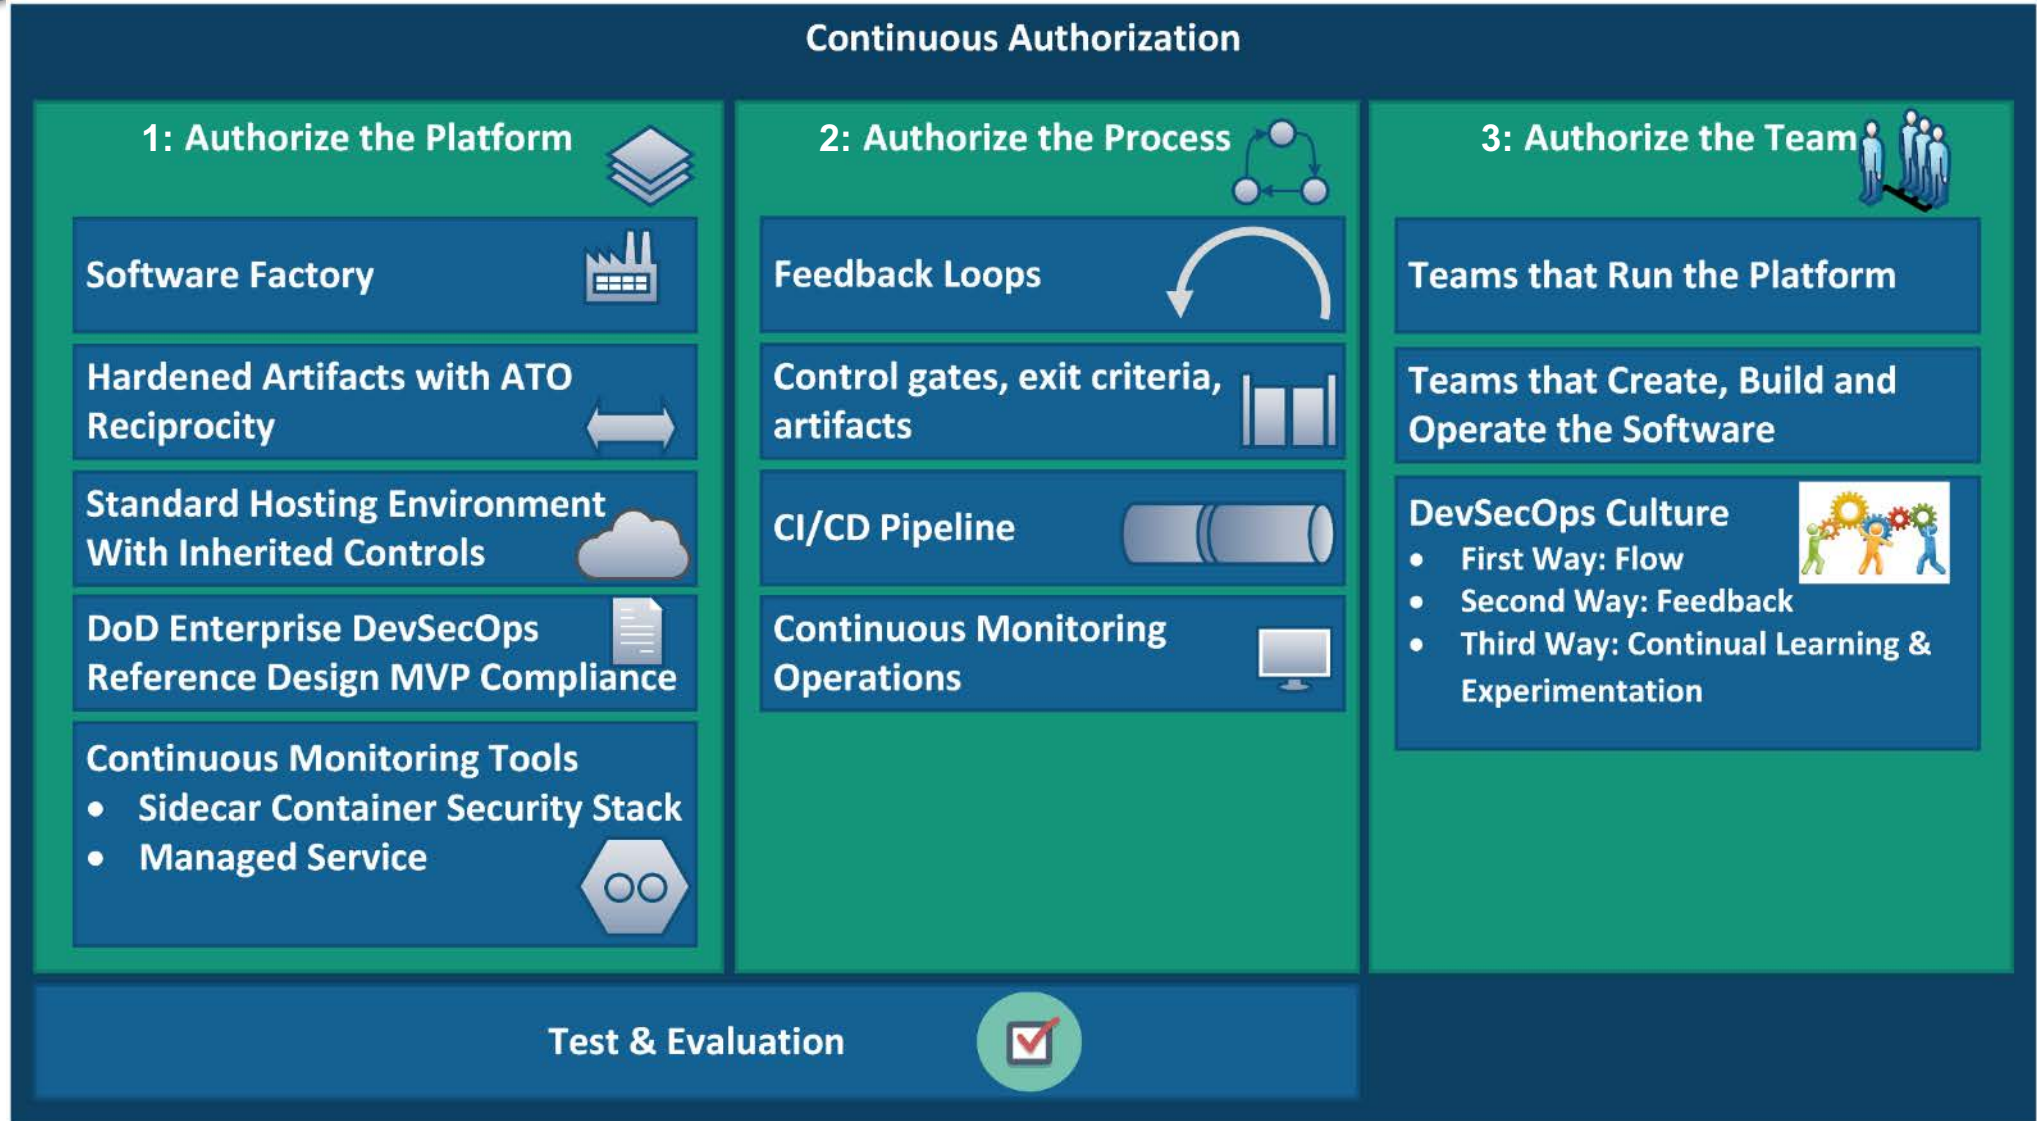 Continuous Authorization
1: Authorize the Platform
Software Factory
Hardened Artifacts with ATO
Reciprocity
Standard Hosting Environment
With Inherited Controls
DoD Enterprise DevSecOps
Reference Design MVP Compliance
Continuous Monitoring Tools
• Sidecar Container Security Stack
• Managed Service
2: Authorize the Process
Feedback Loops
Control gates, exit criteria,
artifacts
CI/CD Pipeline
Continuous Monitoring
Operations
3: Authorize the Team
Teams that Run the Platform
Teams that Create, Build and
Operate the Software
DevSecOps Culture
• First Way: Flow
• Second Way: Feedback
• Third Way: Continual Learning &
Experimentation
Test & Evaluation